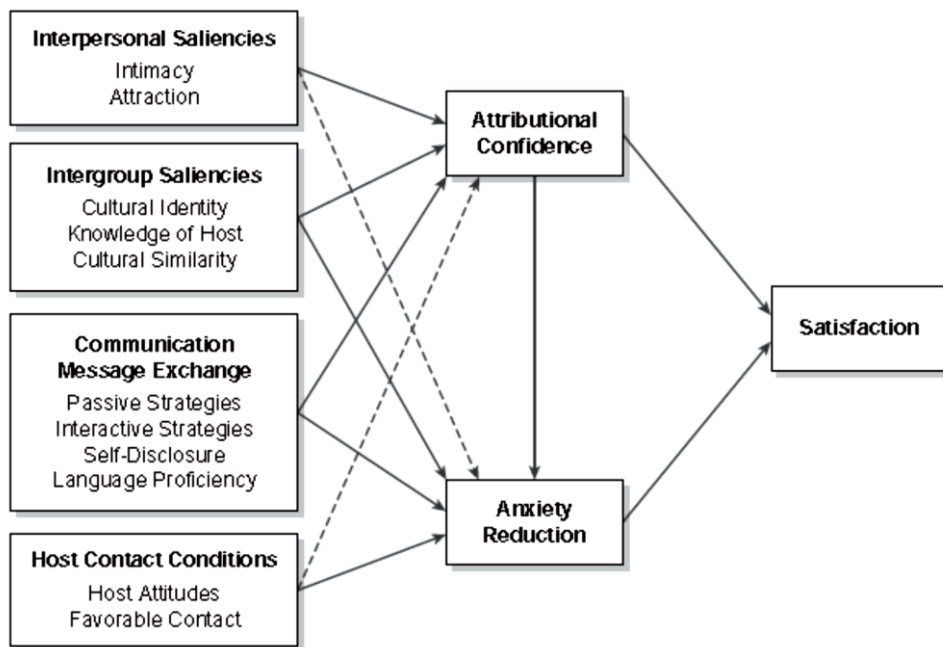 Interpersonal Saliencies
Intimacy
Attraction
Intergroup Saliencies
Cultural Identity
Knowledge of Host
Cultural Similarity
Communication
Message Exchange
Passive Strategies
Interactive Strategies
Self-Disclosure
Language Proficiency
Host Contact Conditions
Host Attitudes
Favorable Contact
Attributional
Confidence
Anxiety
Reduction
Satisfaction